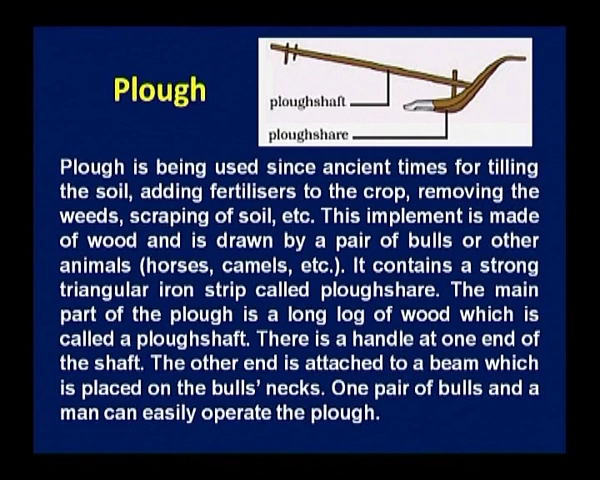 Plough
ploughshaft
ploughshare
Plough is being used since ancient times for tilling
the soil, adding fertilisers to the crop, removing the
weeds, scraping of soil, etc. This implement is made
of wood and is drawn by a pair of bulls or other
animals (horses, camels, etc.). It contains a strong
triangular iron strip called ploughshare. The main
part of the plough is a long log of wood which is
called a ploughshaft. There is a handle at one end of
the shaft. The other end is attached to a beam which
is placed on the bulls' necks. One pair of bulls and a
man can easily operate the plough.